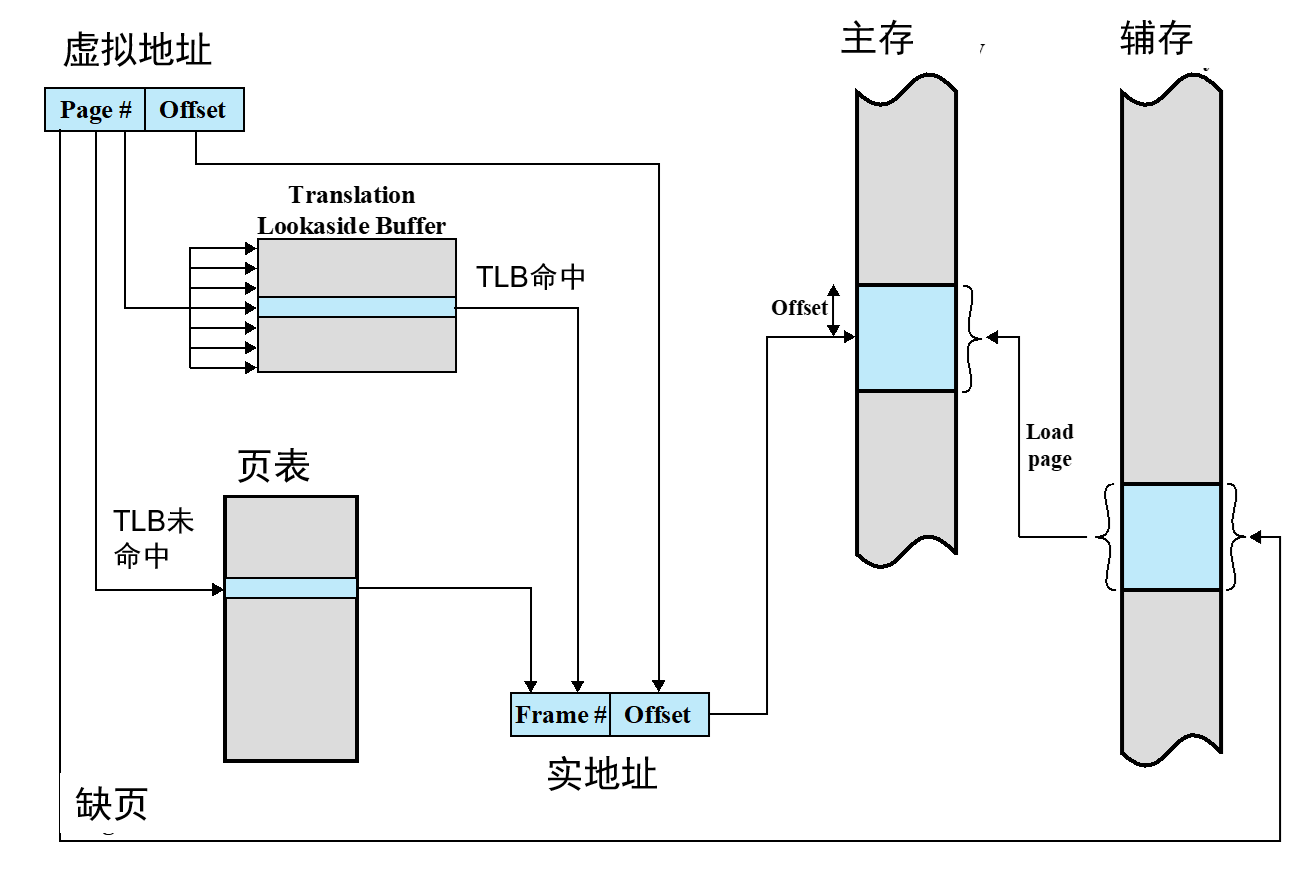 虚拟地址
主存
辅存
Page #
Offset
Translation
Lookaside Buffer
TLB命中
Offset
Load
page
页表
TLB未
命中
Frame #
Offset
实地址
缺页